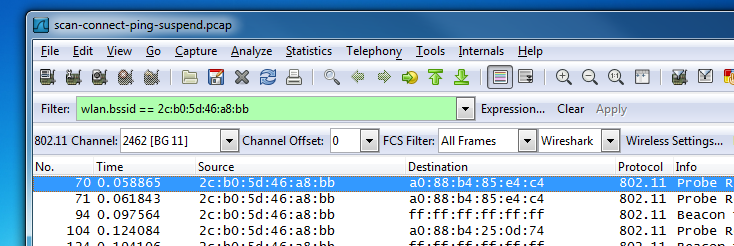 scan-connect-ping-suspend.pcap
File Edit View Go Capture Analyze Statistics Telephony Tools Internals Help
Filter: wlan.bssid == 2c:b0:5d:46:a8:bb Expression... Clear Apply
802.11 Channel: 2462 [BG 11] Channel Offset: 0 FCS Filter: All Frames Wireshark Wireless Settings...
No. Time Source Destination Protocol Info
70 0.058865 2c:b0:5d:46:a8:bb a0:88:b4:85:e4:c4 802.11 Probe R
71 0.061843 2c:b0:5d:46:a8:bb a0:88:b4:85:e4:c4 802.11 Probe R
94 0.097564 2c:b0:5d:46:a8:bb ff:ff:ff:ff:ff:ff 802.11 Beacon
104 0.124084 2c:b0:5d:46:a8:bb a0:88:b4:25:0d:74 802.11 Probe R